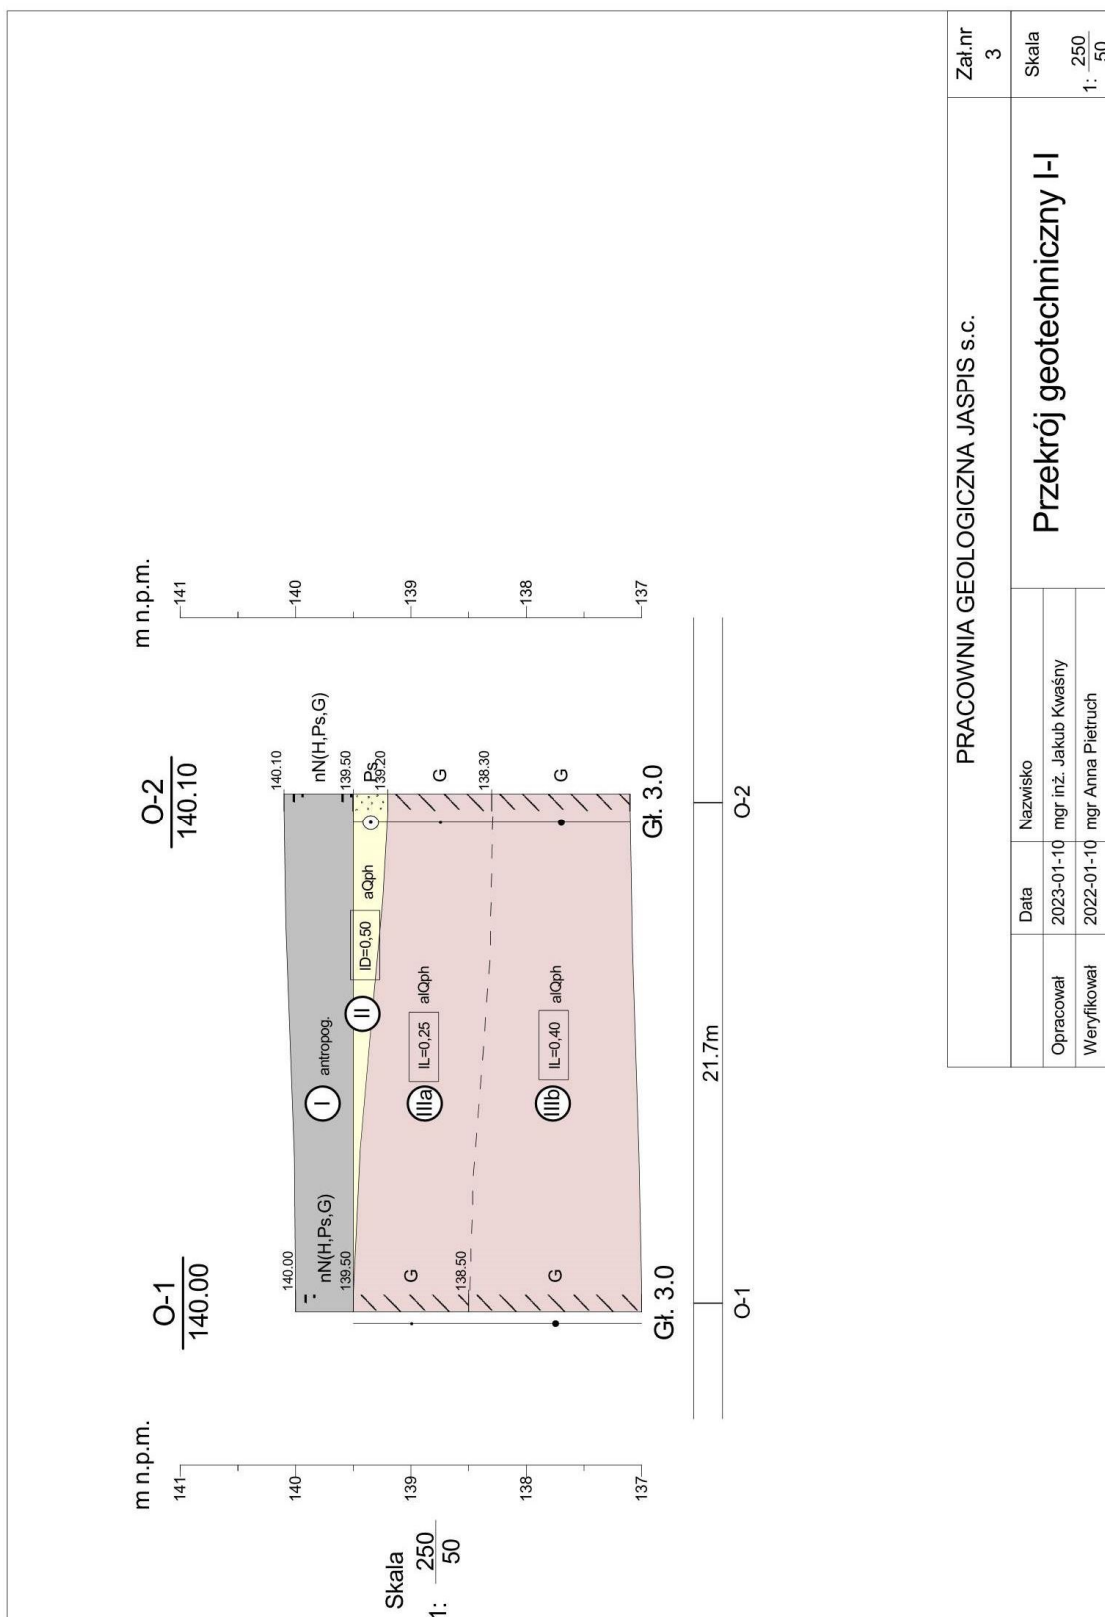 m n.p.m.
141
140
139
138
137
Skala
1: 250
50
O-1
140.00
140.00
nN(H,Ps,G)
139.50
G
138.50
G
Gł. 3.0
O-1
I
antropog.
II
ID=0,50
aQph
IIIa
IL=0,25
alQph
IIIb
IL=0,40
alQph
21.7m
O-2
140.10
140.10
nN(H,Ps,G)
139.50
Ps
139.20
G
138.30
G
Gł. 3.0
O-2
m n.p.m.
141
140
139
138
137
PRACOWNIA GEOLOGICZNA JASPIS s.c.
Zał.nr
3
Data
Nazwisko
Opracował
2023-01-10
mgr inż. Jakub Kwaśny
Weryfikował
2022-01-10
mgr Anna Pietruch
Przekrój geotechniczny I-I
Skala
1: 250
50